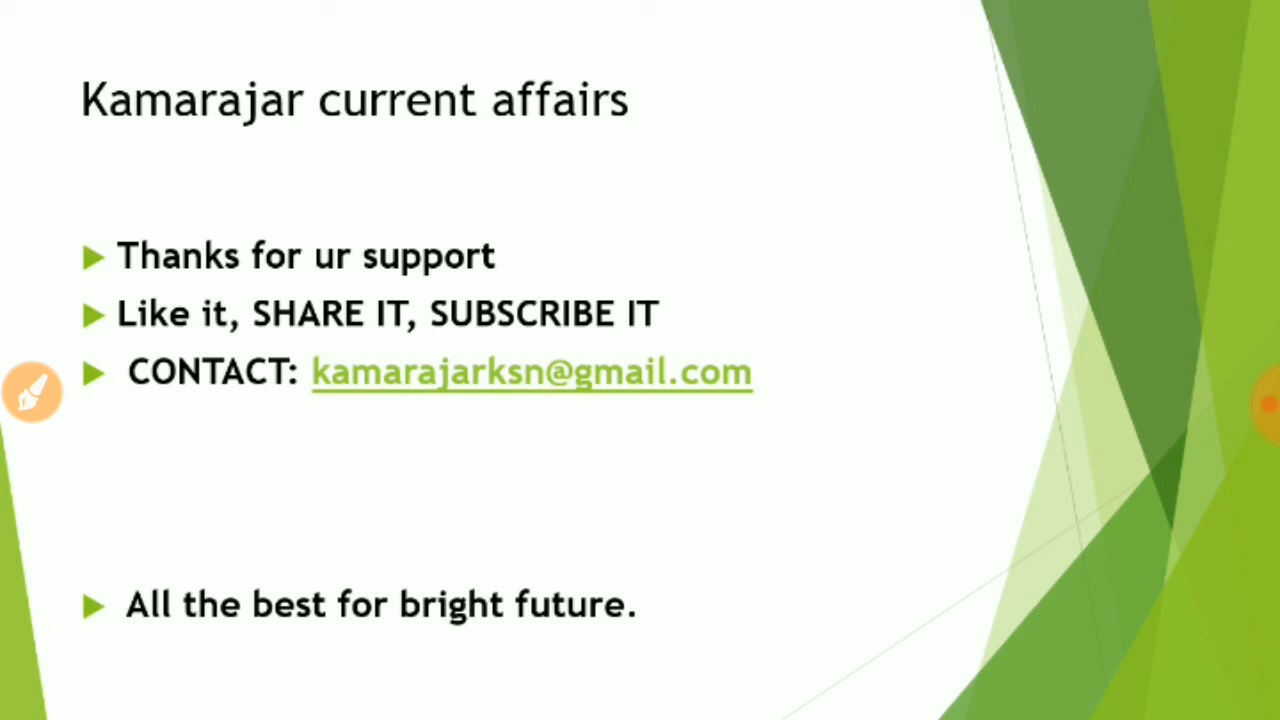 Kamarajar current affairs
Thanks for ur support
Like it, SHARE IT, SUBSCRIBE IT
CONTACT: kamarajarksn@gmail.com
All the best for bright future.